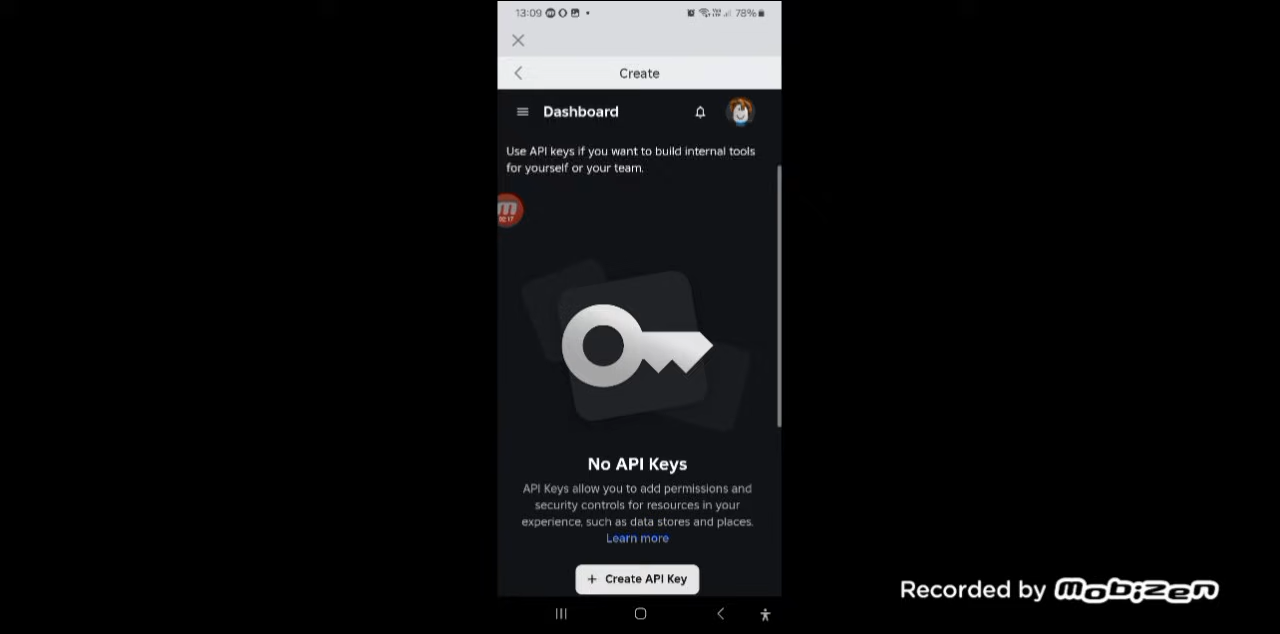 13:09
78%
Create
Dashboard
Use API keys if you want to build internal tools
for yourself or your team.
m
02:17
No API Keys
API Keys allow you to add permissions and
security controls for resources in your
experience, such as data stores and places.
Learn more
+ Create API Key
Recorded by mobizen